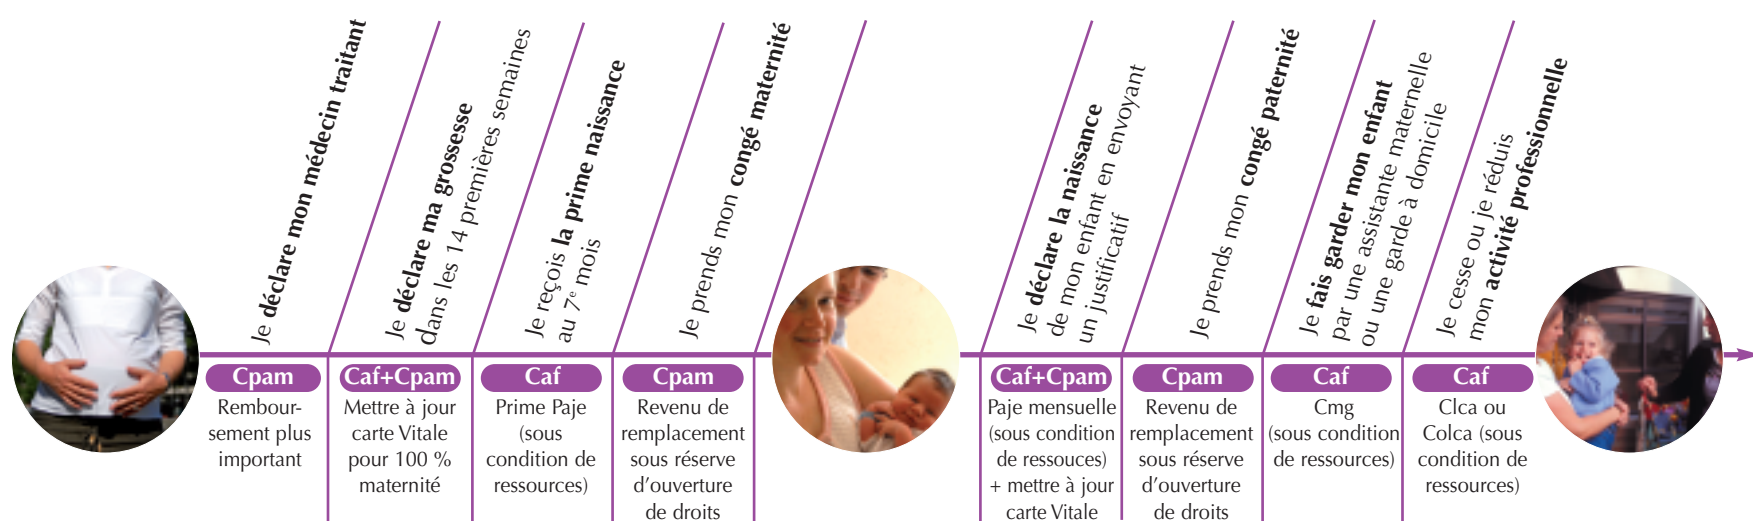 Je déclare mon médecin traitant
Je déclare ma grossesse
dans les 14 premières semaines
Je reçois la prime naissance
au 7e mois
Je prends mon congé maternité
Je déclare la naissance
de mon enfant en envoyant
un justificatif
Je prends mon congé paternité
Je fais garder mon enfant
par une assistante maternelle
ou une garde à domicile
Je cesse ou je réduis
mon activité professionnelle
Cpam
Rembour-
sement plus
important
Caf+Cpam
Mettre à jour
carte Vitale
pour 100 %
maternité
Caf
Prime Paje
(sous
condition de
ressources)
Cpam
Revenu de
remplacement
sous réserve
d'ouverture
de droits
Caf+Cpam
Paje mensuelle
(sous condition
de ressouces)
+ mettre à jour
carte Vitale
Cpam
Revenu de
remplacement
sous réserve
d'ouverture
de droits
Caf
Cmg
(sous condition
de ressources)
Caf
Clca ou
Colca (sous
condition de
ressources)